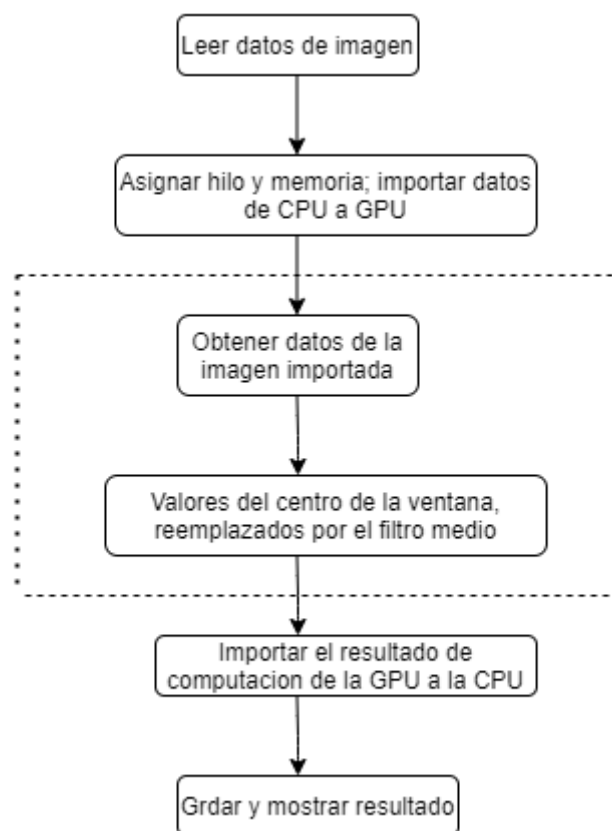 Leer datos de imagen
Asignar hilo y memoria; importar datos
de CPU a GPU
Obtener datos de la
imagen importada
Valores del centro de la ventana,
reemplazados por el filtro medio
Importar el resultado de
computacion de la GPU a la CPU
Grdar y mostrar resultado